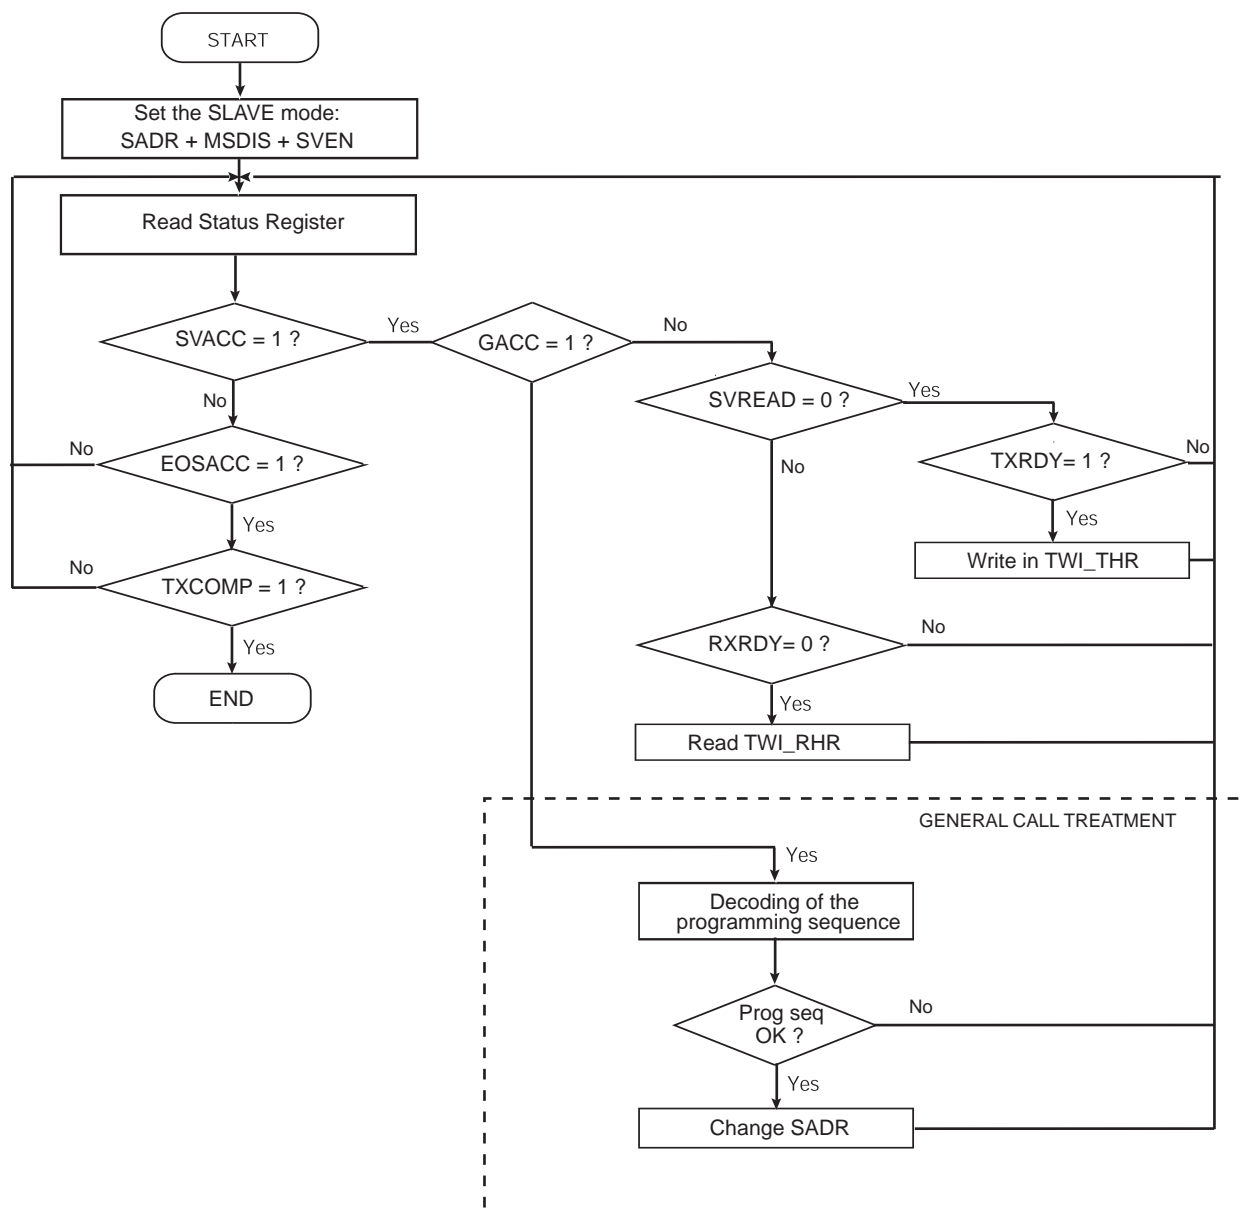 START
Set the SLAVE mode:
SADR + MSDIS + SVEN
Read Status Register
SVACC = 1 ?
Yes
GACC = 1 ?
No
SVREAD = 0 ?
Yes
No
EOSACC = 1 ?
No
TXRDY= 1 ?
No
No
Yes
Yes
Write in TWI_THR
TXCOMP = 1 ?
No
Yes
END
RXRDY= 0 ?
No
Yes
Read TWI_RHR
GENERAL CALL TREATMENT
Yes
Decoding of the
programming sequence
Prog seq
OK ?
No
Yes
Change SADR